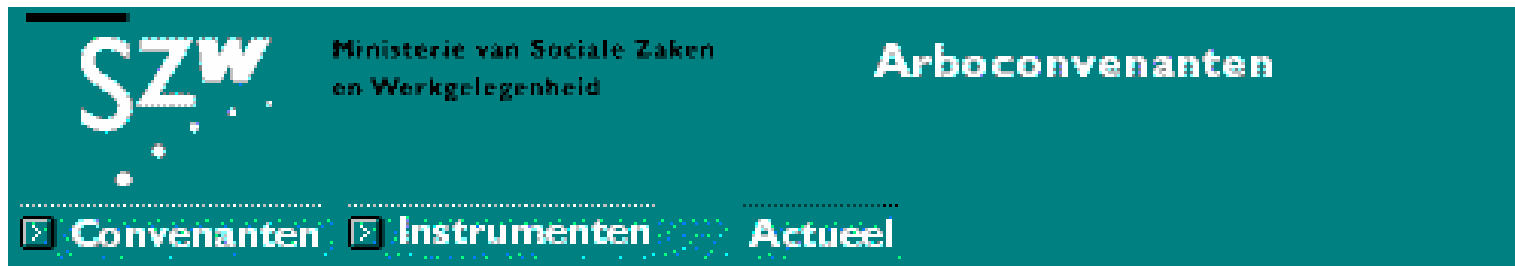 SZW
Ministerie van Sociale Zaken
en Werkgelegenheid
Arboconvenanten
Convenanten
Instrumenten
Actueel